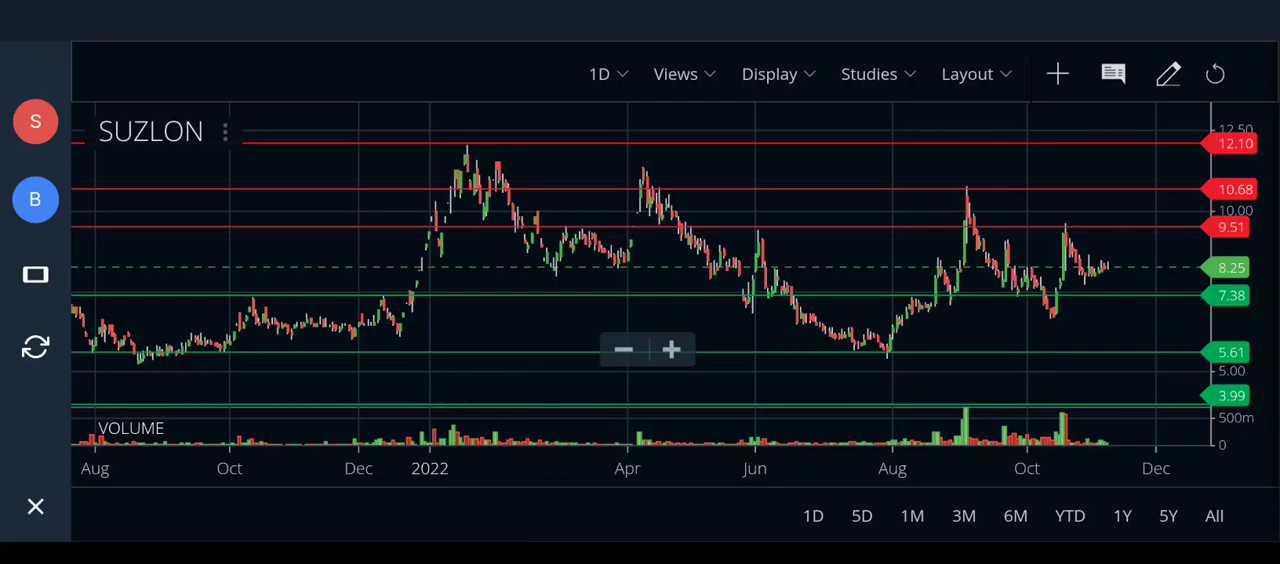 1D Views Display Studies Layout
S
SUZLON
12.50
12.10
B
10.68
10.00
9.51
8.25
7.38
5.61
5.00
3.99
VOLUME
500m
0
Aug Oct Dec 2022 Apr Jun Aug Oct Dec
1D 5D 1M 3M 6M YTD 1Y 5Y All